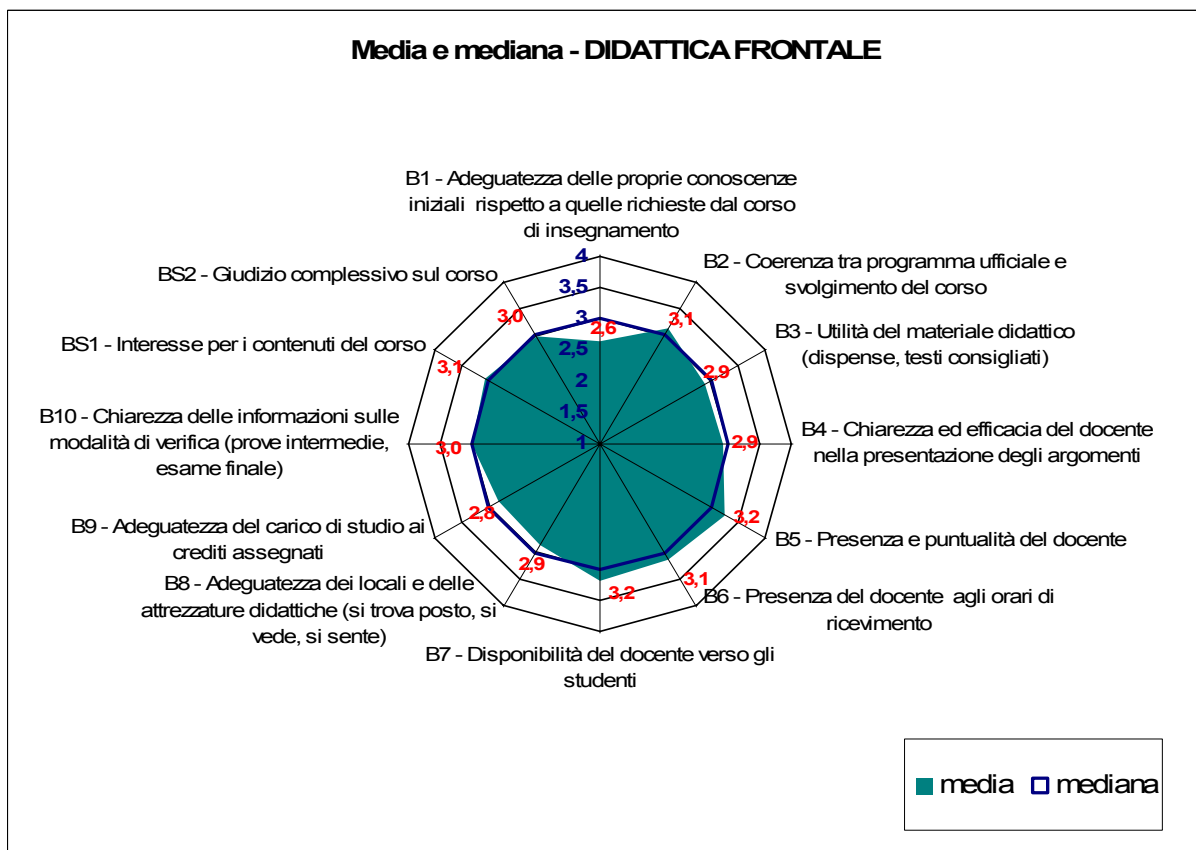 Media e mediana - DIDATTICA FRONTALE
B1 - Adeguatezza delle proprie conoscenze
iniziali rispetto a quelle richieste dal corso
di insegnamento
B2 - Coerenza tra programma ufficiale e
svolgimento del corso
B3 - Utilità del materiale didattico
(dispense, testi consigliati)
B4 - Chiarezza ed efficacia del docente
nella presentazione degli argomenti
B5 - Presenza e puntualità del docente
B6 - Presenza del docente agli orari di
ricevimento
B7 - Disponibilità del docente verso gli
studenti
B8 - Adeguatezza dei locali e delle
attrezzature didattiche (si trova posto, si
vede, si sente)
B9 - Adeguatezza del carico di studio ai
crediti assegnati
B10 - Chiarezza delle informazioni sulle
modalità di verifica (prove intermedie,
esame finale)
BS1 - Interesse per i contenuti del corso
BS2 - Giudizio complessivo sul corso
4
3,5
3
2,5
2
1,5
1
2,6
3,1
2,9
2,9
3,2
3,1
3,2
2,9
2,8
3,0
3,1
3,0
media
mediana